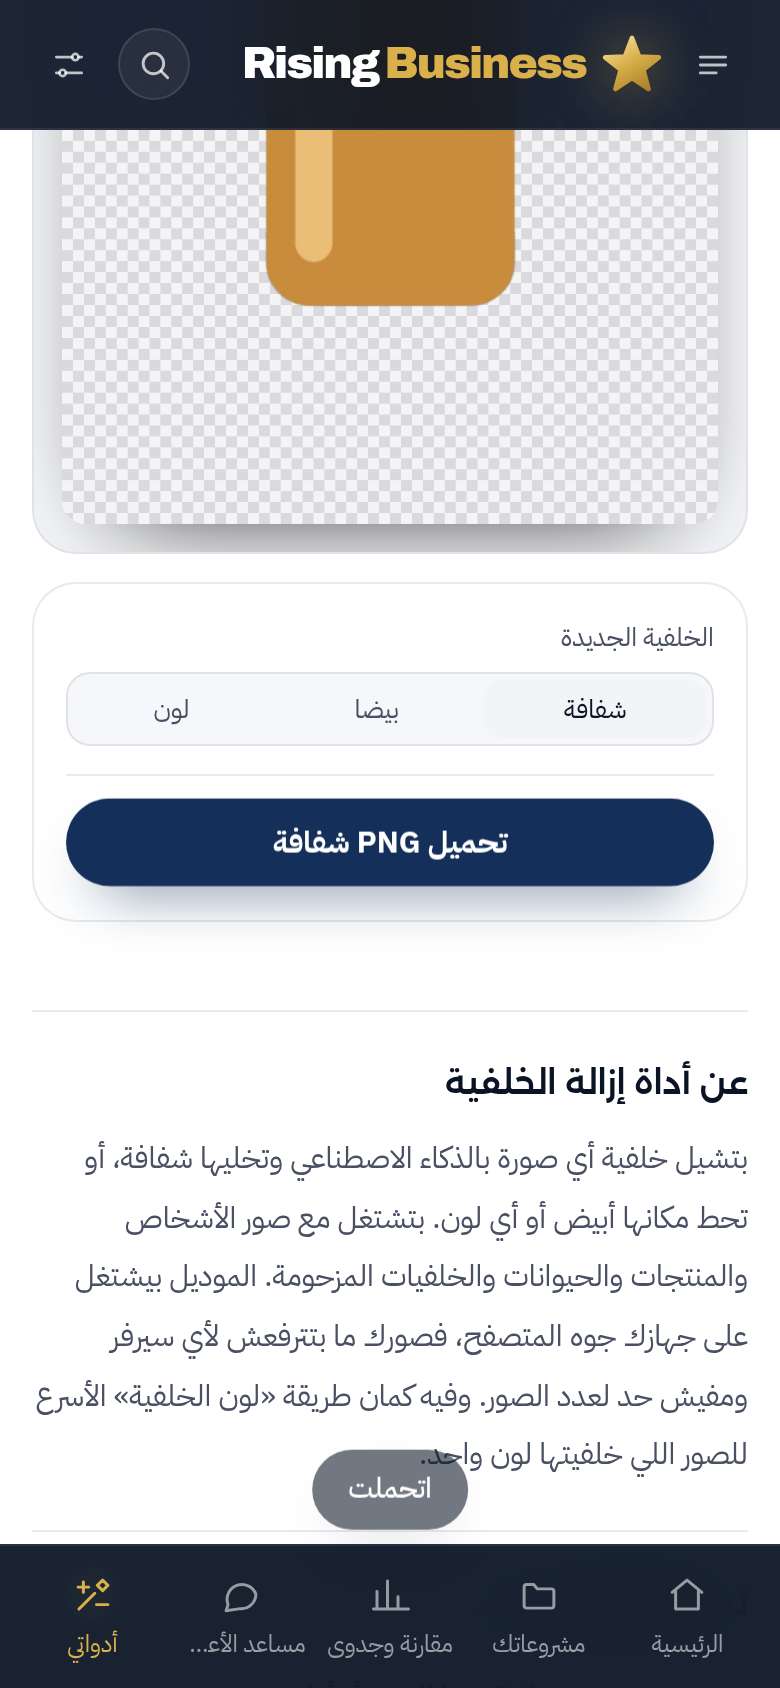 Rising Business
الخلفية الجديدة
شفافة
بيضا
لون
تحميل PNG شفافة
عن أداة إزالة الخلفية
بتشيل خلفية أي صورة بالذكاء الاصطناعي وتخليها شفافة، أو
تحط مكانها أبيض أو أي لون. بتشتغل مع صور الأشخاص
والمنتجات والحيوانات والخلفيات المزحومة. الموديل بيشتغل
على جهازك جوه المتصفح، فصورك ما بتترفعش لأي سيرفر
ومفيش حد لعدد الصور. وفيه كمان طريقة «لون الخلفية» الأسرع
للصور اللي خلفيتها لون واحد.
اتحملت
الرئيسية
مشروعاتك
مقارنة وجدوى
مساعد الأع...
أدواتي